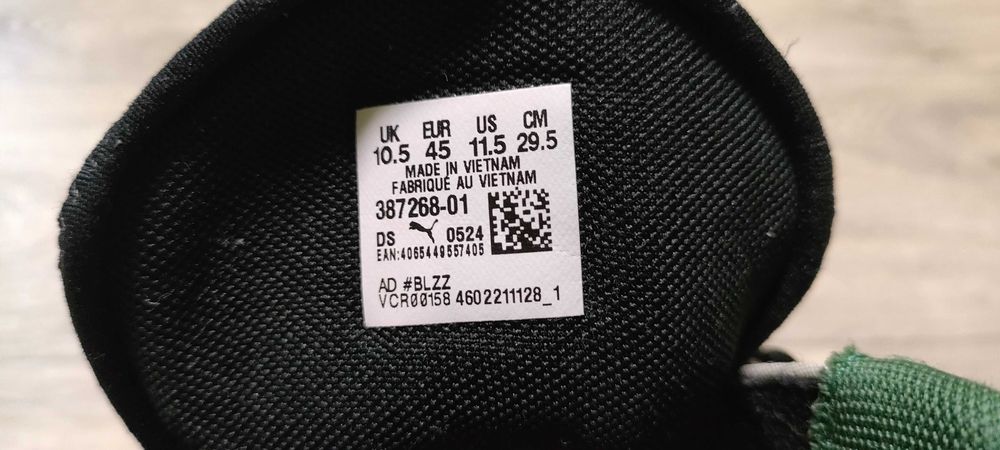 UK EUR US CM
10.5 45 11.5 29.5
MADE IN VIETNAM
FABRIQUÉ AU VIETNAM
387268-01
DS 0524
EAN:4065449557405
AD #BLZZ
VCR00158 4602211128_1